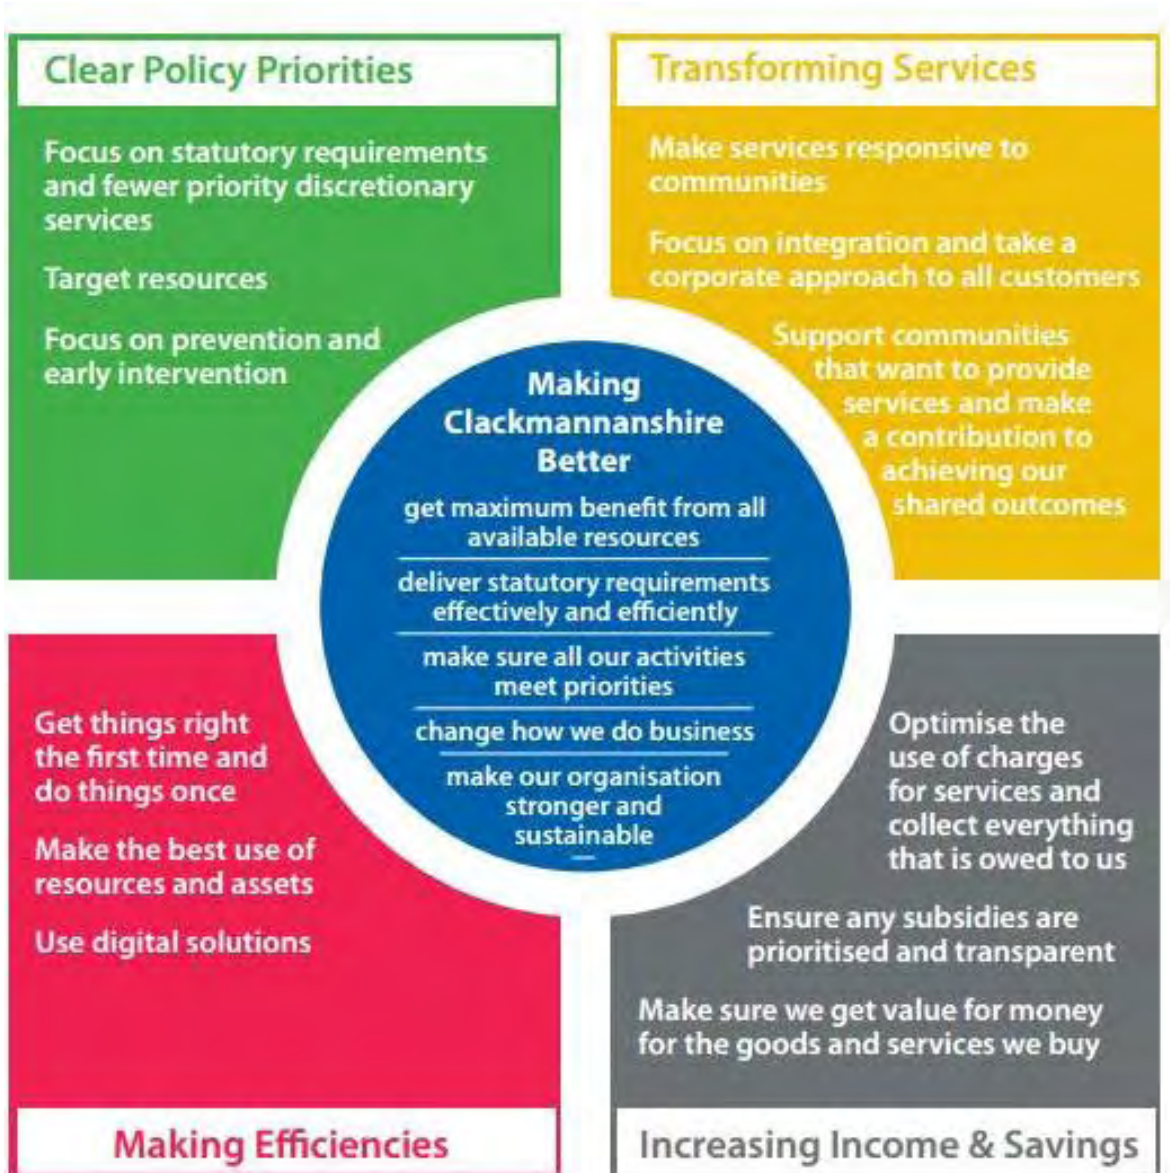 Clear Policy Priorities
Focus on statutory requirements
and fewer priority discretionary
services
Target resources
Focus on prevention and
early intervention
Transforming Services
Make services responsive to
communities
Focus on integration and take a
corporate approach to all customers
Support communities
that want to provide
services and make
a contribution to
achieving our
shared outcomes
Making
Clackmannanshire
Better
get maximum benefit from all
available resources
deliver statutory requirements
effectively and efficiently
make sure all our activities
meet priorities
change how we do business
make our organisation
stronger and
sustainable
Get things right
the first time and
do things once
Make the best use of
resources and assets
Use digital solutions
Making Efficiencies
Optimise the
use of charges
for services and
collect everything
that is owed to us
Ensure any subsidies are
prioritised and transparent
Make sure we get value for money
for the goods and services we buy
Increasing Income & Savings